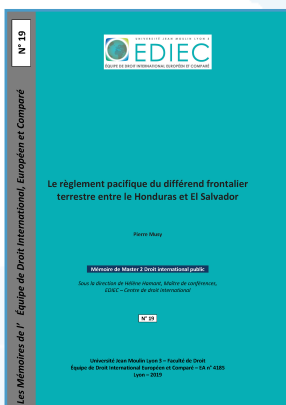 N° 19
Les Mémoires de l’ Équipe de Droit International, Européen et Comparé
UNIVERSITÉ JEAN MOULIN LYON 3
EDIEC
ÉQUIPE DE DROIT INTERNATIONAL EUROPÉEN ET COMPARÉ
Le règlement pacifique du différend frontalier
terrestre entre le Honduras et El Salvador
Pierre
Mémoire de Master 2 Droit international public
Sous la direction de Hélène Hamant, Maître de conférences,
EDIEC – Centre de droit international
N° 19
Université Jean Moulin Lyon 3 – Faculté de Droit
Équipe de Droit International Européen et Comparé – EA n° 4185
Lyon – 2019